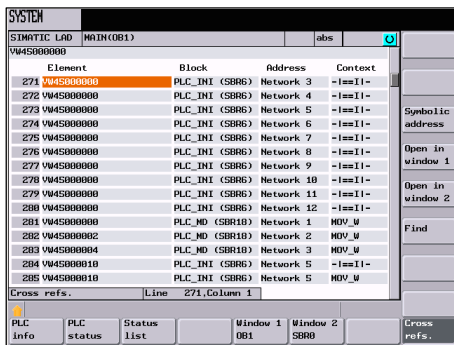 SYSTEM
SIMATIC LAD MAIN(OB1) abs
VW45000000
Element Block Address Context
271 VW45000000 PLC_INI (SBR6) Network 3 -|==I|-
272 VW45000000 PLC_INI (SBR6) Network 4 -|==I|-
273 VW45000000 PLC_INI (SBR6) Network 5 -|==I|-
274 VW45000000 PLC_INI (SBR6) Network 6 -|==I|-
275 VW45000000 PLC_INI (SBR6) Network 7 -|==I|-
276 VW45000000 PLC_INI (SBR6) Network 8 -|==I|-
277 VW45000000 PLC_INI (SBR6) Network 9 -|==I|-
278 VW45000000 PLC_INI (SBR6) Network 10 -|==I|-
279 VW45000000 PLC_INI (SBR6) Network 11 -|==I|-
280 VW45000000 PLC_INI (SBR6) Network 12 -|==I|-
281 VW45000000 PLC_MD (SBR18) Network 1 MOV_W
282 VW45000002 PLC_MD (SBR18) Network 2 MOV_W
283 VW45000004 PLC_MD (SBR18) Network 3 MOV_W
284 VW45000010 PLC_INI (SBR6) Network 5 -|==I|-
285 VW45000010 PLC_INI (SBR6) Network 5 MOV_W
Cross refs. Line 271,Column 1
Symbolic
address
Open in
window 1
Open in
window 2
Find
PLC
info
PLC
status
Status
list
Window 1
OB1
Window 2
SBR0
Cross
refs.